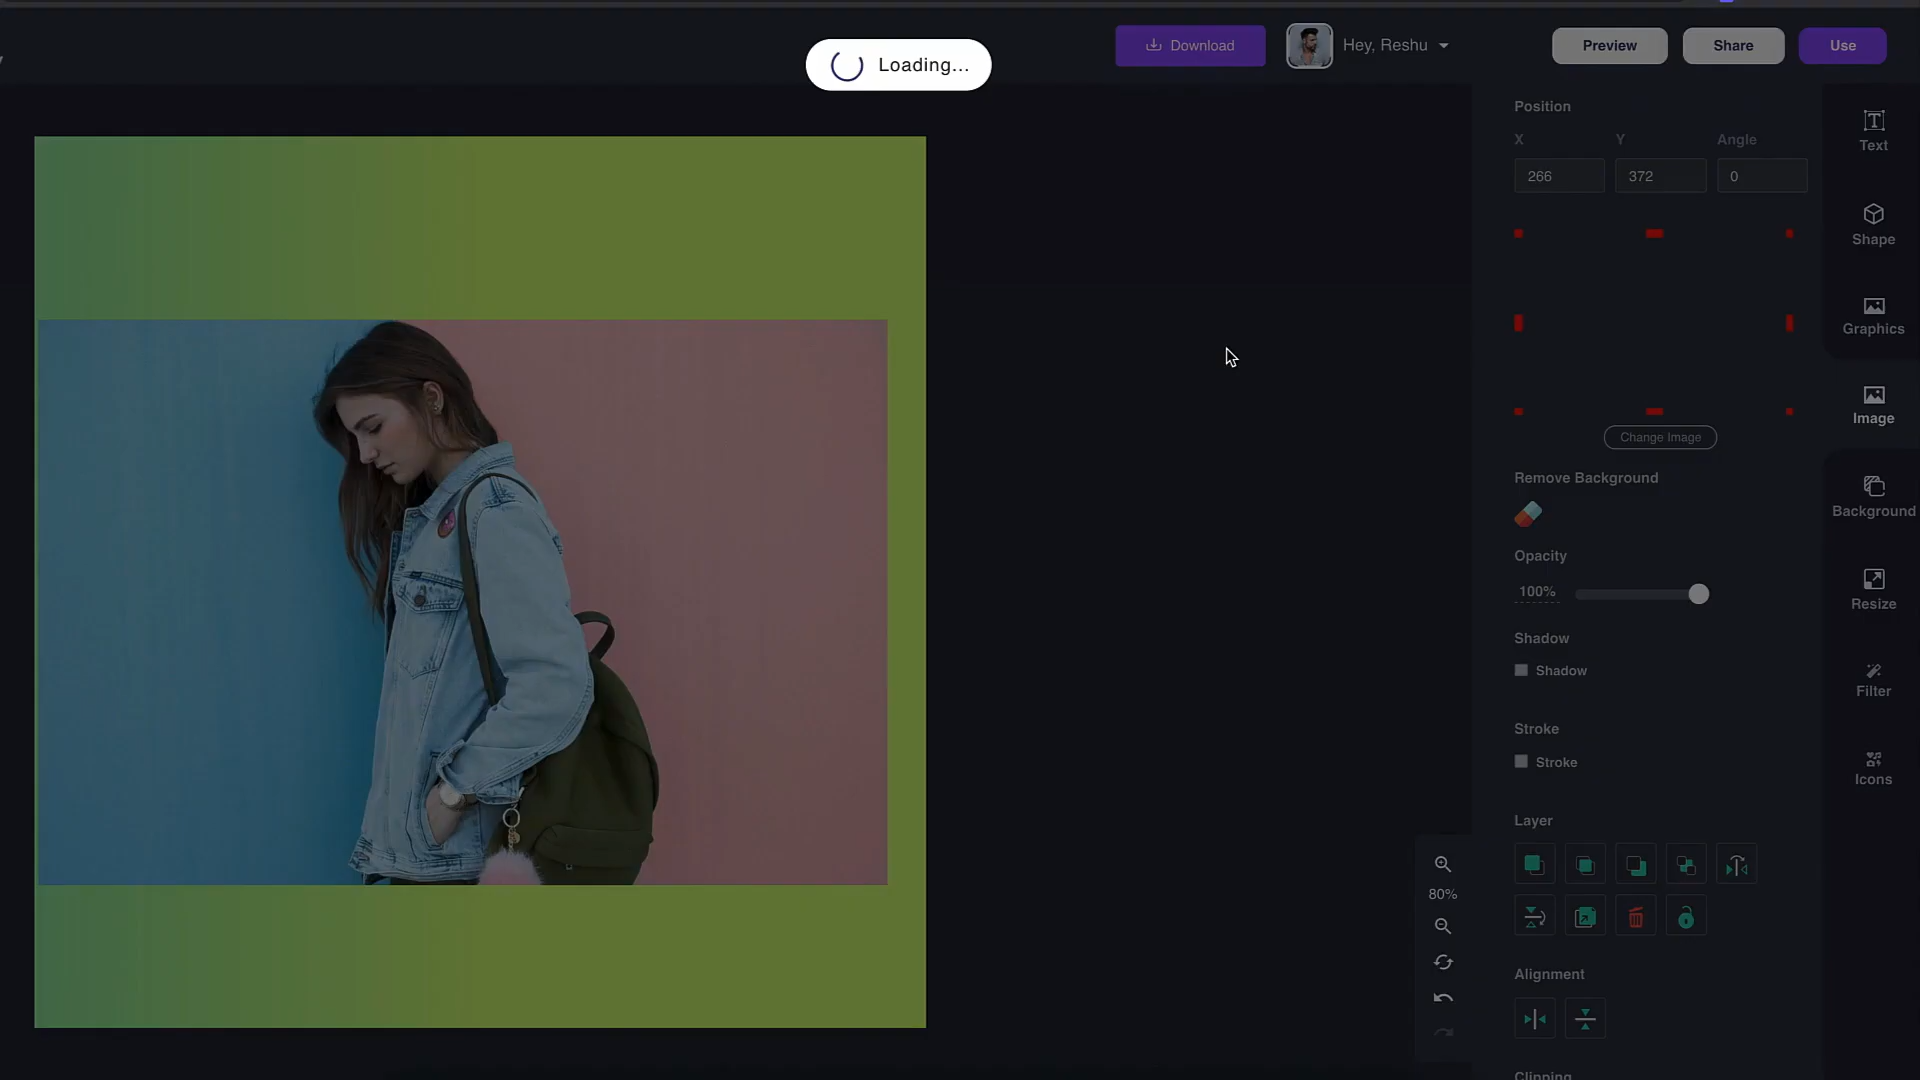 Loading...
Download
Hey, Reshu
Preview
Share
Use
Position
X
Y
Angle
266
372
0
Change Image
Remove Background
Opacity
100%
Shadow
Shadow
Stroke
Stroke
Layer
Alignment
Clipping
80%
Text
Shape
Graphics
Image
Background
Resize
Filter
Icons